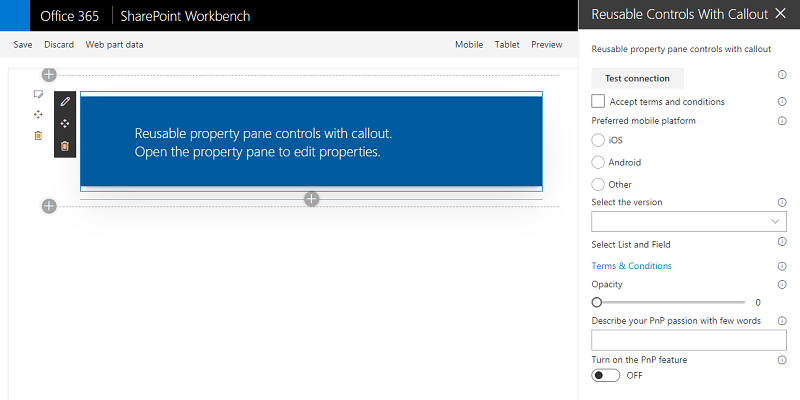 Office 365 SharePoint Workbench
Save Discard Web part data Mobile Tablet Preview
Reusable property pane controls with callout.
Open the property pane to edit properties.
Reusable Controls With Callout
Reusable property pane controls with callout
Test connection
Accept terms and conditions
Preferred mobile platform
iOS
Android
Other
Select the version
Select List and Field
Terms & Conditions
Opacity
0
Describe your PnP passion with few words
Turn on the PnP feature
OFF